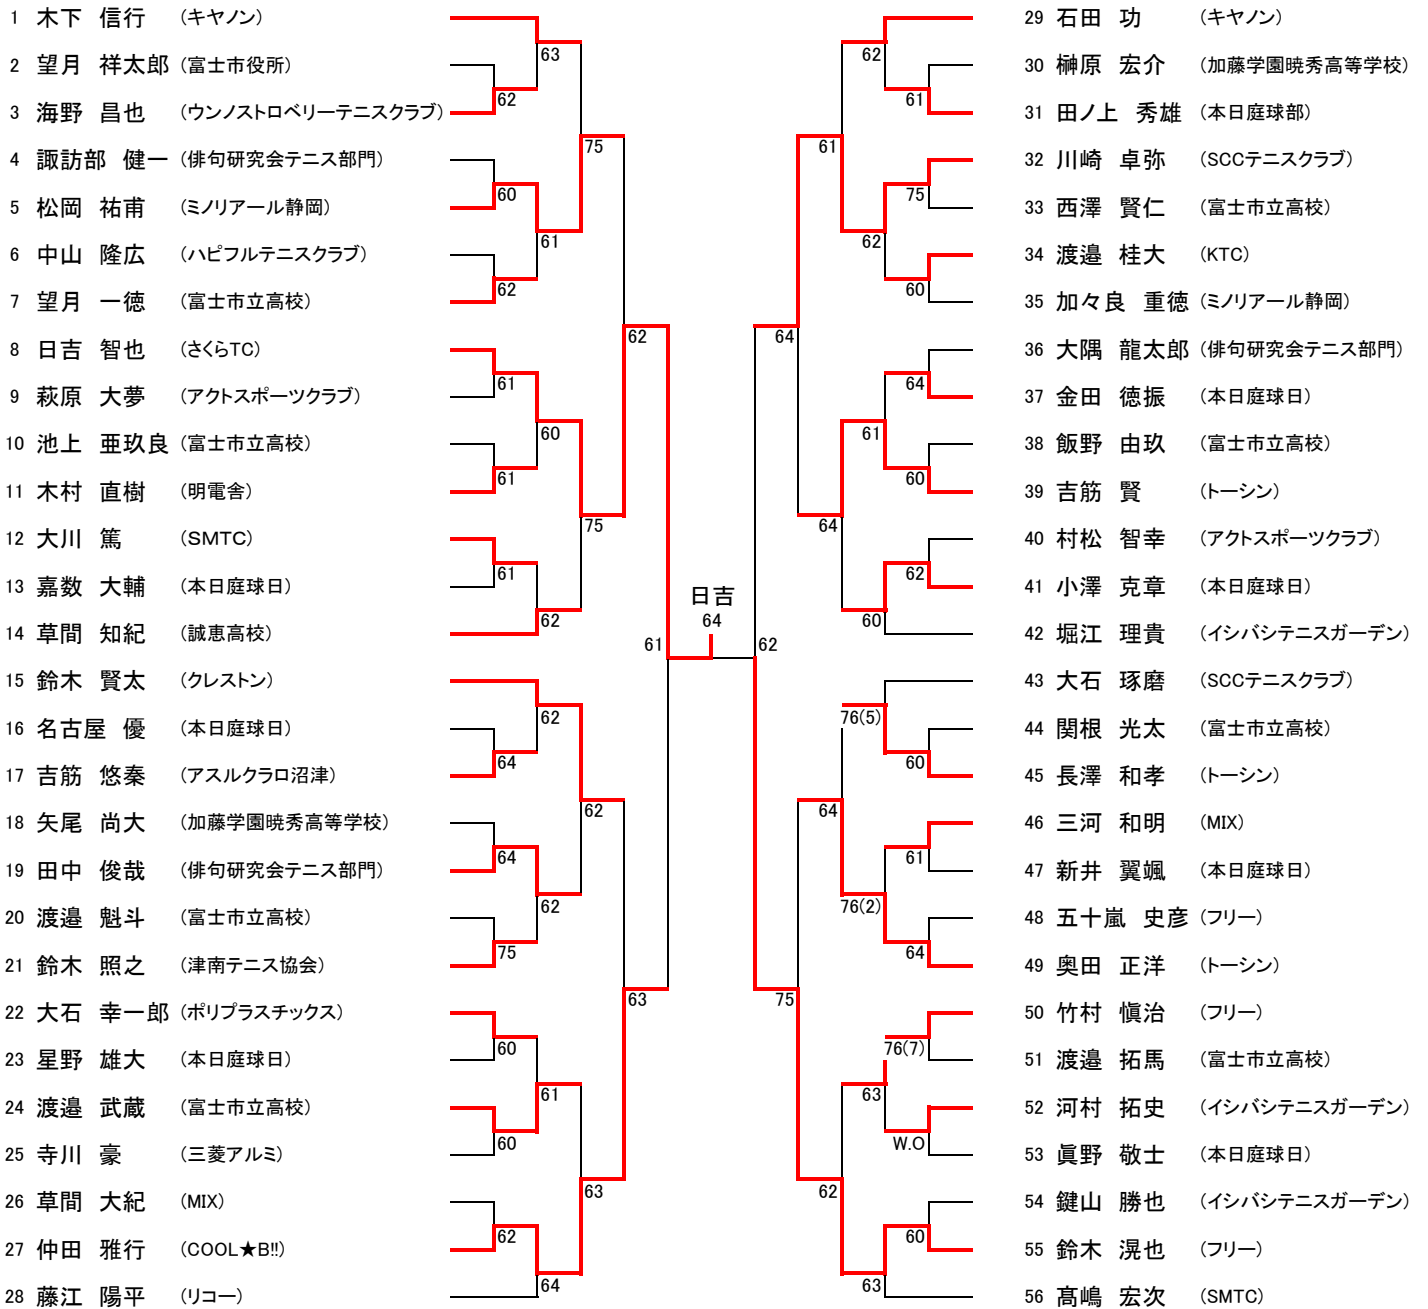 1 木下 信行 (キヤノン)
2 望月 祥太郎 (富士市役所)
3 海野 昌也 (ウンノストロベリーテニスクラブ)
4 諏訪部 健一 (俳句研究会テニス部門)
5 松岡 祐甫 (ミノリアール静岡)
6 中山 隆広 (ハピフルテニスクラブ)
7 望月 一徳 (富士市立高校)
8 日吉 智也 (さくらTC)
9 萩原 大夢 (アクトスポーツクラブ)
10 池上 亜玖良 (富士市立高校)
11 木村 直樹 (明電舎)
12 大川 篤 (SMTC)
13 嘉数 大輔 (本日庭球日)
14 草間 知紀 (誠恵高校)
15 鈴木 賢太 (クレストン)
16 名古屋 優 (本日庭球日)
17 吉筋 悠秦 (アスルクラロ沼津)
18 矢尾 尚大 (加藤学園暁秀高等学校)
19 田中 俊哉 (俳句研究会テニス部門)
20 渡邉 魁斗 (富士市立高校)
21 鈴木 照之 (津南テニス協会)
22 大石 幸一郎 (ポリプラスチックス)
23 星野 雄大 (本日庭球日)
24 渡邉 武蔵 (富士市立高校)
25 寺川 豪 (三菱アルミ)
26 草間 大紀 (MIX)
27 仲田 雅行 (COOL★B!!)
28 藤江 陽平 (リコー)
62
60
62
61
61
61
64
64
75
60
60
62
63
61
60
62
62
62
61
64
75
75
62
63
62
63
61
日吉
64
62
64
75
61
64
64
62
62
62
61
60
76(5)
76(2)
63
63
61
75
60
64
60
62
60
61
64
76(7)
W.O
60
29 石田 功 (キヤノン)
30 榊原 宏介 (加藤学園暁秀高等学校)
31 田ノ上 秀雄 (本日庭球部)
32 川崎 卓弥 (SCCテニスクラブ)
33 西澤 賢仁 (富士市立高校)
34 渡邉 桂大 (KTC)
35 加々良 重徳 (ミノリアール静岡)
36 大隅 龍太郎 (俳句研究会テニス部門)
37 金田 徳振 (本日庭球日)
38 飯野 由玖 (富士市立高校)
39 吉筋 賢 (トーシン)
40 村松 智幸 (アクトスポーツクラブ)
41 小澤 克章 (本日庭球日)
42 堀江 理貴 (イシバシテニスガーデン)
43 大石 琢磨 (SCCテニスクラブ)
44 関根 光太 (富士市立高校)
45 長澤 和孝 (トーシン)
46 三河 和明 (MIX)
47 新井 翼颯 (本日庭球日)
48 五十嵐 史彦 (フリー)
49 奥田 正洋 (トーシン)
50 竹村 愼治 (フリー)
51 渡邉 拓馬 (富士市立高校)
52 河村 拓史 (イシバシテニスガーデン)
53 眞野 敬士 (本日庭球日)
54 鍵山 勝也 (イシバシテニスガーデン)
55 鈴木 滉也 (フリー)
56 髙嶋 宏次 (SMTC)